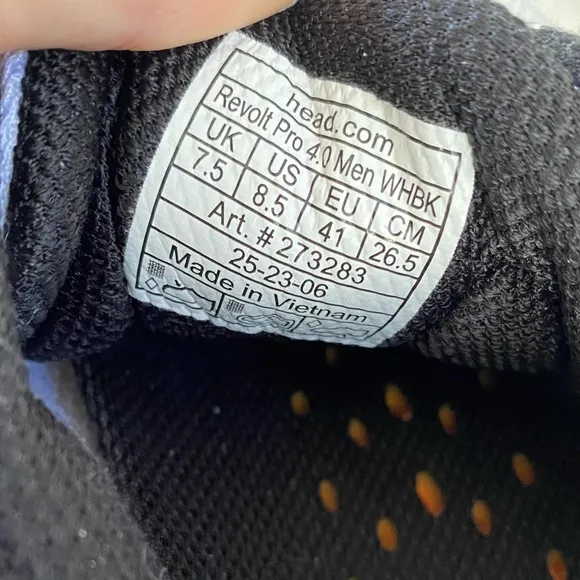 head.com
Revolt Pro 4.0 Men WHBK
UK US EU CM
7.5 8.5 41 26.5
Art. # 273283
25-23-06
Made in Vietnam